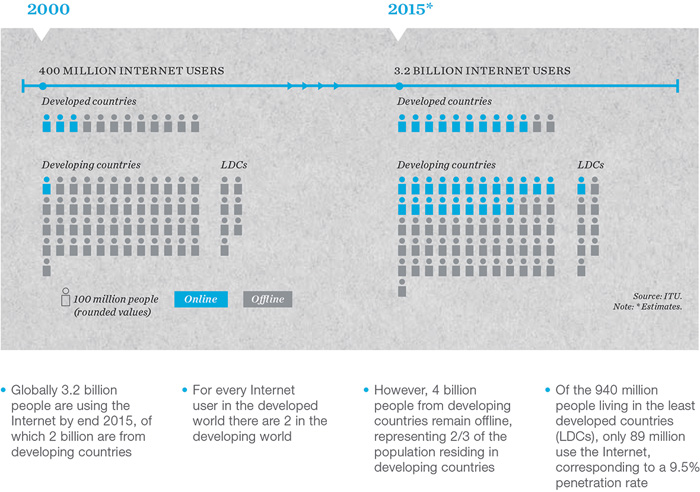 2000
2015*
400 MILLION INTERNET USERS
3.2 BILLION INTERNET USERS
Developed countries
Developed countries
Developing countries
LDCs
Developing countries
LDCs
100 million people
(rounded values)
Online
Offline
Source: ITU.
Note: * Estimates.
• Globally 3.2 billion
people are using the
Internet by end 2015, of
which 2 billion are from
developing countries
• For every Internet
user in the developed
world there are 2 in the
developing world
• However, 4 billion
people from developing
countries remain offline,
representing 2/3 of the
population residing in
developing countries
• Of the 940 million
people living in the least
developed countries
(LDCs), only 89 million
use the Internet,
corresponding to a 9.5%
penetration rate